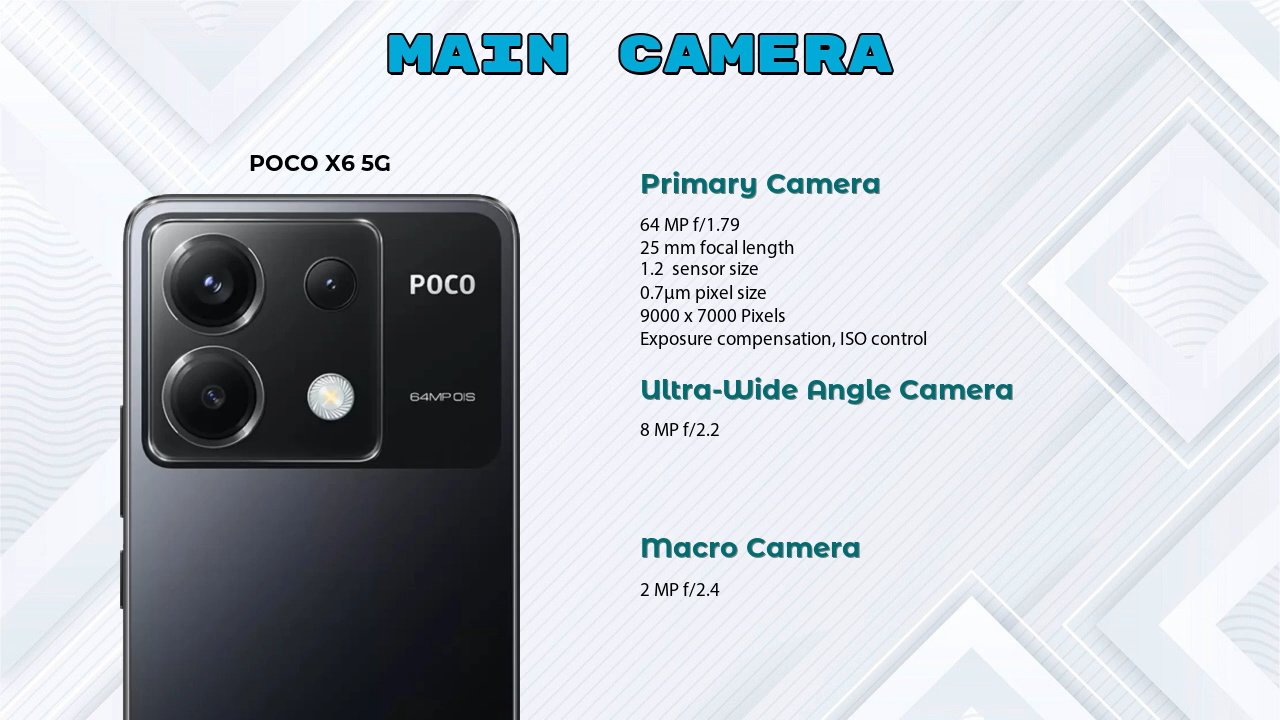 MAIN CAMERA
POCO X6 5G
POCO
64MP OIS
Primary Camera
64 MP f/1.79
25 mm focal length
1.2  sensor size
0.7µm pixel size
9000 x 7000 Pixels
Exposure compensation, ISO control
Ultra-Wide Angle Camera
8 MP f/2.2
Macro Camera
2 MP f/2.4